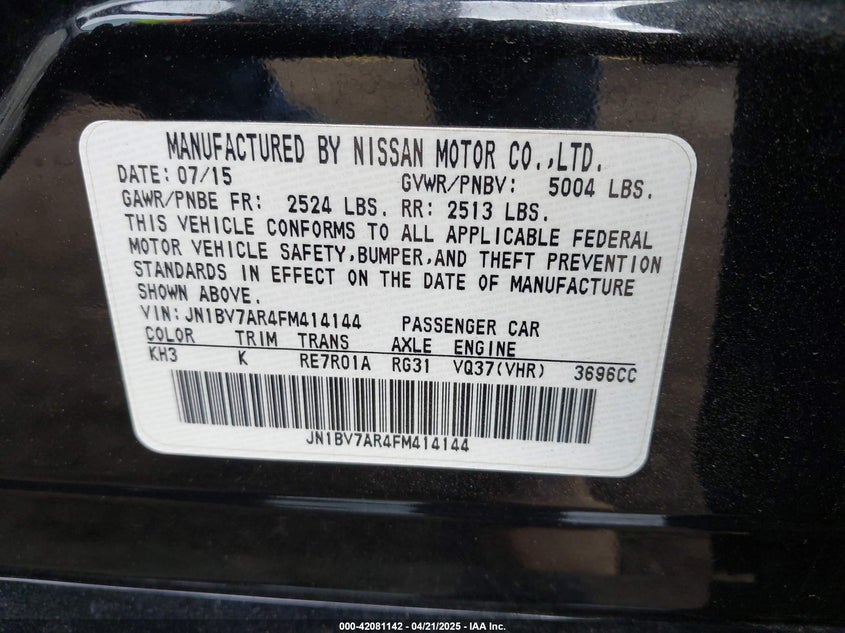 MANUFACTURED BY NISSAN MOTOR CO.,LTD.
DATE: 07/15 GVWR/PNBV: 5004 LBS.
GAWR/PNBE FR: 2524 LBS. RR: 2513 LBS.
THIS VEHICLE CONFORMS TO ALL APPLICABLE FEDERAL
MOTOR VEHICLE SAFETY,BUMPER,AND THEFT PREVENTION
STANDARDS IN EFFECT ON THE DATE OF MANUFACTURE
SHOWN ABOVE.
VIN:JN1BV7AR4FM414144 PASSENGER CAR
COLOR TRIM TRANS AXLE ENGINE
KH3 K RE7R01A RG31 VQ37(VHR) 3696CC
JN1BV7AR4FM414144
000-42081142 - 04/21/2025 - IAA Inc.